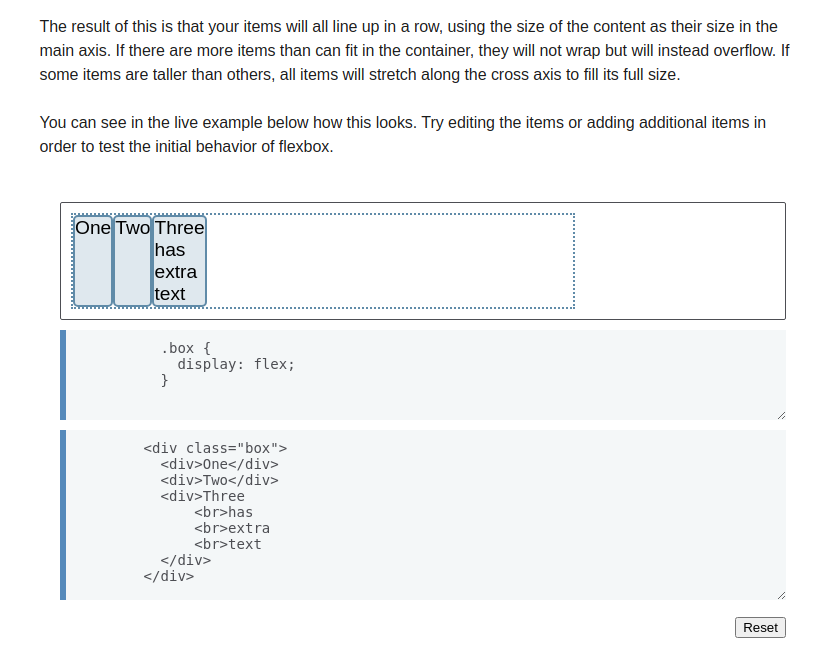 The result of this is that your items will all line up in a row, using the size of the content as their size in the
main axis. If there are more items than can fit in the container, they will not wrap but will instead overflow. If
some items are taller than others, all items will stretch along the cross axis to fill its full size.
You can see in the live example below how this looks. Try editing the items or adding additional items in
order to test the initial behavior of flexbox.
One Two Three
has
extra
text
.box {
  display: flex;
}
<div class="box">
  <div>One</div>
  <div>Two</div>
  <div>Three
      <br>has
      <br>extra
      <br>text
  </div>
</div>
Reset